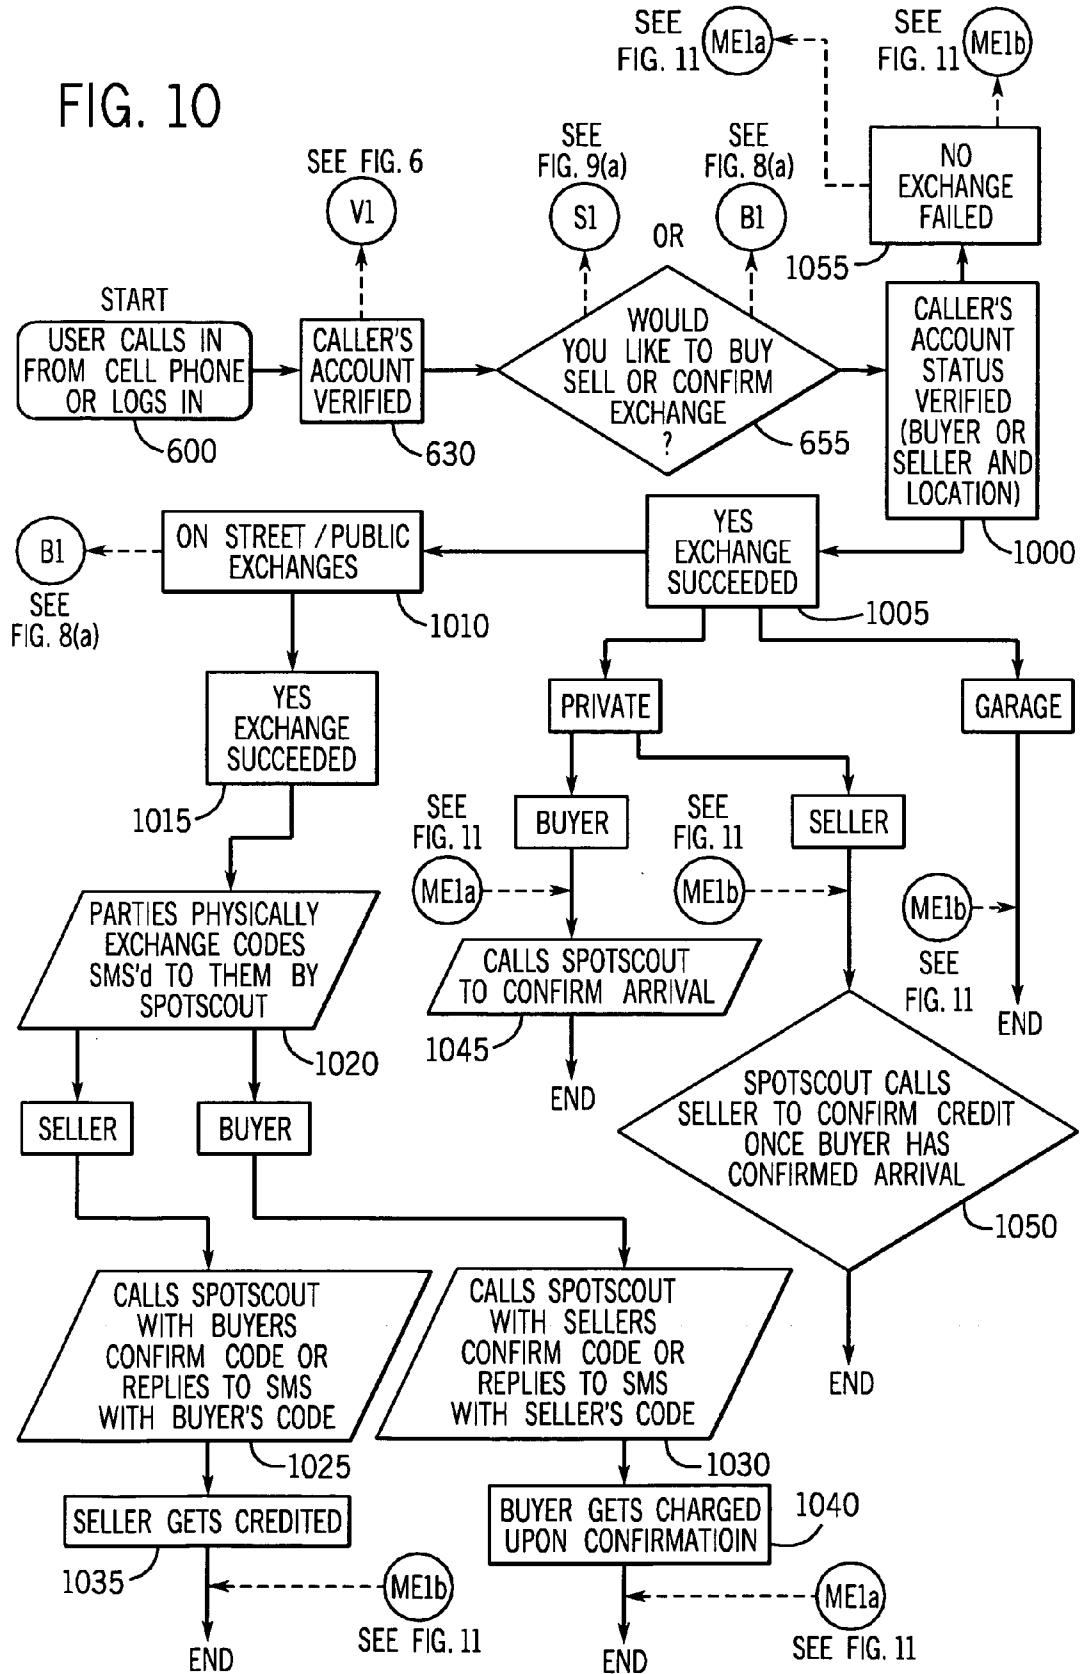 FIG. 10
SEE
FIG. 11
ME1a
SEE
FIG. 11
ME1b
SEE FIG. 6
V1
SEE
FIG. 9(a)
S1
OR
SEE
FIG. 8(a)
B1
NO
EXCHANGE
FAILED
1055
START
USER CALLS IN
FROM CELL PHONE
OR LOGS IN
600
CALLER'S
ACCOUNT
VERIFIED
630
WOULD
YOU LIKE TO BUY
SELL OR CONFIRM
EXCHANGE
?
655
CALLER'S
ACCOUNT
STATUS
VERIFIED
(BUYER OR
SELLER AND
LOCATION)
1000
B1
SEE
FIG. 8(a)
ON STREET / PUBLIC
EXCHANGES
1010
YES
EXCHANGE
SUCCEEDED
1005
YES
EXCHANGE
SUCCEEDED
1015
PRIVATE
GARAGE
SEE
FIG. 11
ME1a
BUYER
SEE
FIG. 11
ME1b
SELLER
ME1b
SEE
FIG. 11
END
PARTIES PHYSICALLY
EXCHANGE CODES
SMS'd TO THEM BY
SPOTSCOUT
1020
CALLS SPOTSCOUT
TO CONFIRM ARRIVAL
1045
END
SELLER
BUYER
SPOTSCOUT CALLS
SELLER TO CONFIRM CREDIT
ONCE BUYER HAS
CONFIRMED ARRIVAL
1050
END
CALLS SPOTSCOUT
WITH BUYERS
CONFIRM CODE OR
REPLIES TO SMS
WITH BUYER'S CODE
1025
CALLS SPOTSCOUT
WITH SELLERS
CONFIRM CODE OR
REPLIES TO SMS
WITH SELLER'S CODE
1030
SELLER GETS CREDITED
1035
BUYER GETS CHARGED
UPON CONFIRMATIOIN
1040
ME1b
SEE FIG. 11
END
ME1a
SEE FIG. 11
END